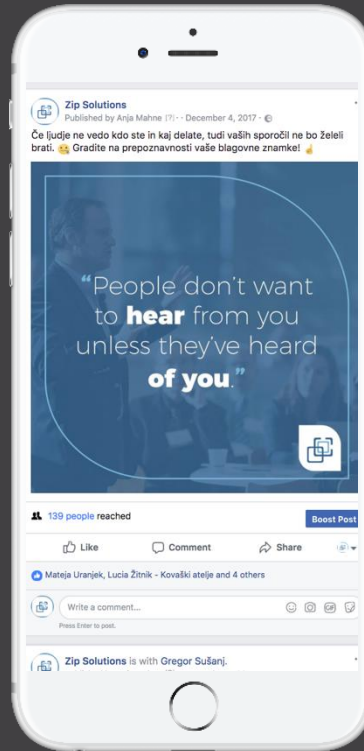 Zip Solutions
Published by Anja Mahne [?] · December 4, 2017 ·
Če ljudje ne vedo kdo ste in kaj delate, tudi vaših sporočil ne bo želeli
brati. 🤐 Gradite na prepoznavnosti vaše blagovne znamke! ☝
“People don’t want
to hear from you
unless they’ve heard
of you.”
139 people reached
Boost Post
Like
Comment
Share
Mateja Uranjek, Lucia Žitnik - Kovaški atelje and 4 others
Write a comment...
GIF
Press Enter to post.
Zip Solutions is with Gregor Sušanj.